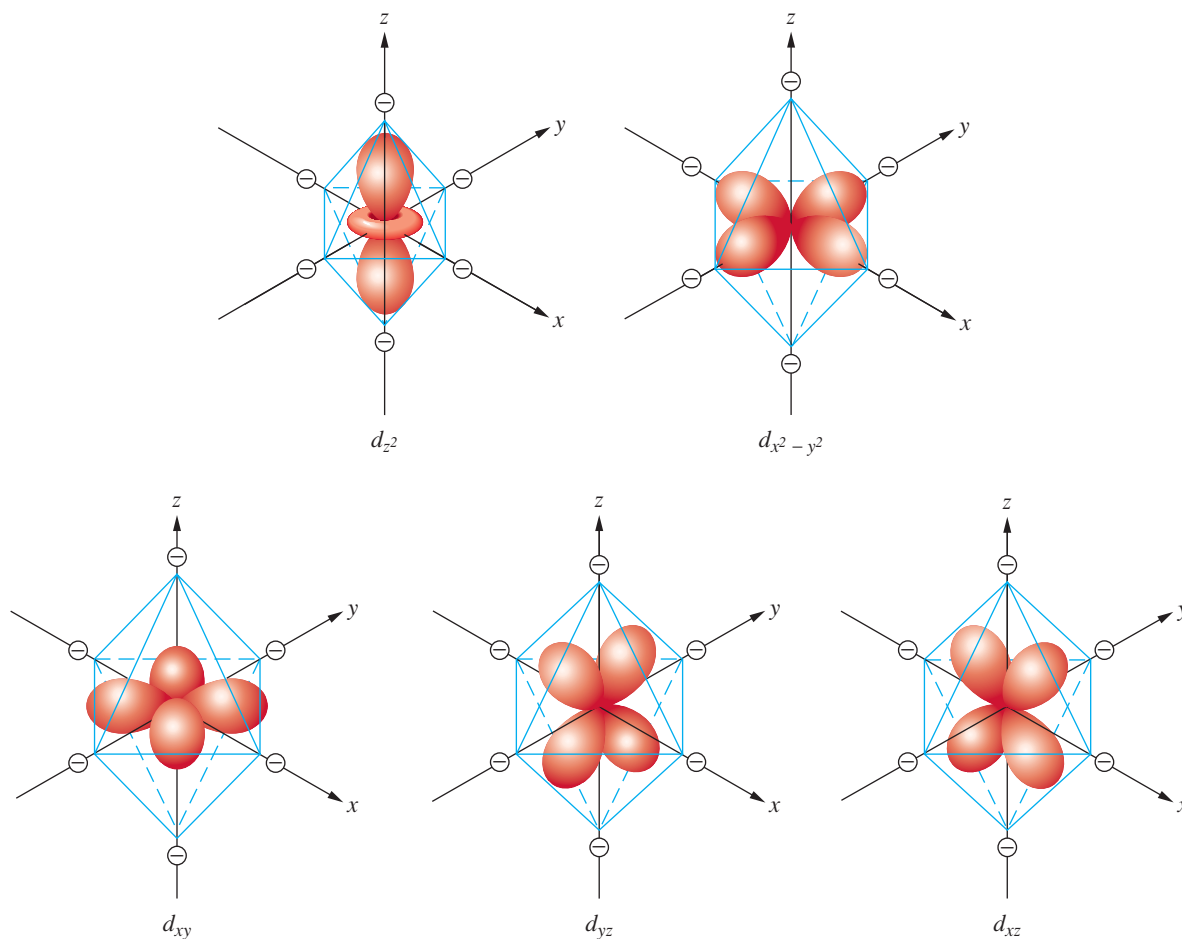 z
z
y
y
⊖
⊖
⊖
⊖
⊖
⊖
⊖
⊖
⊖
⊖
x
x
⊖
⊖
d_{z^2}
d_{x^2 – y^2}
z
z
z
⊖
⊖
⊖
y
y
y
⊖
⊖
⊖
⊖
⊖
⊖
⊖
⊖
⊖
⊖
⊖
⊖
x
x
x
⊖
⊖
⊖
d_{xy}
d_{yz}
d_{xz}